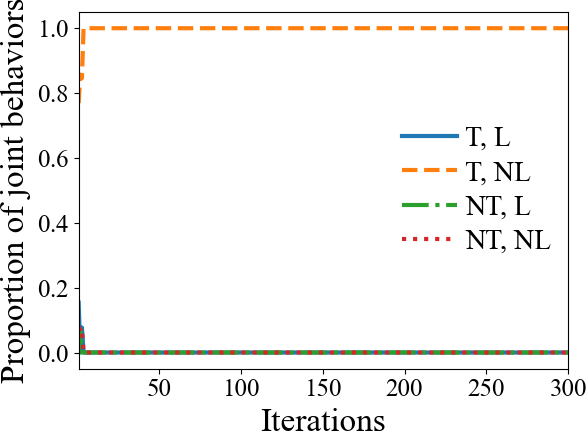 Proportion of joint behaviors
1.0
0.8
0.6
0.4
0.2
0.0
T, L
T, NL
NT, L
NT, NL
50
100
150
200
250
300
Iterations